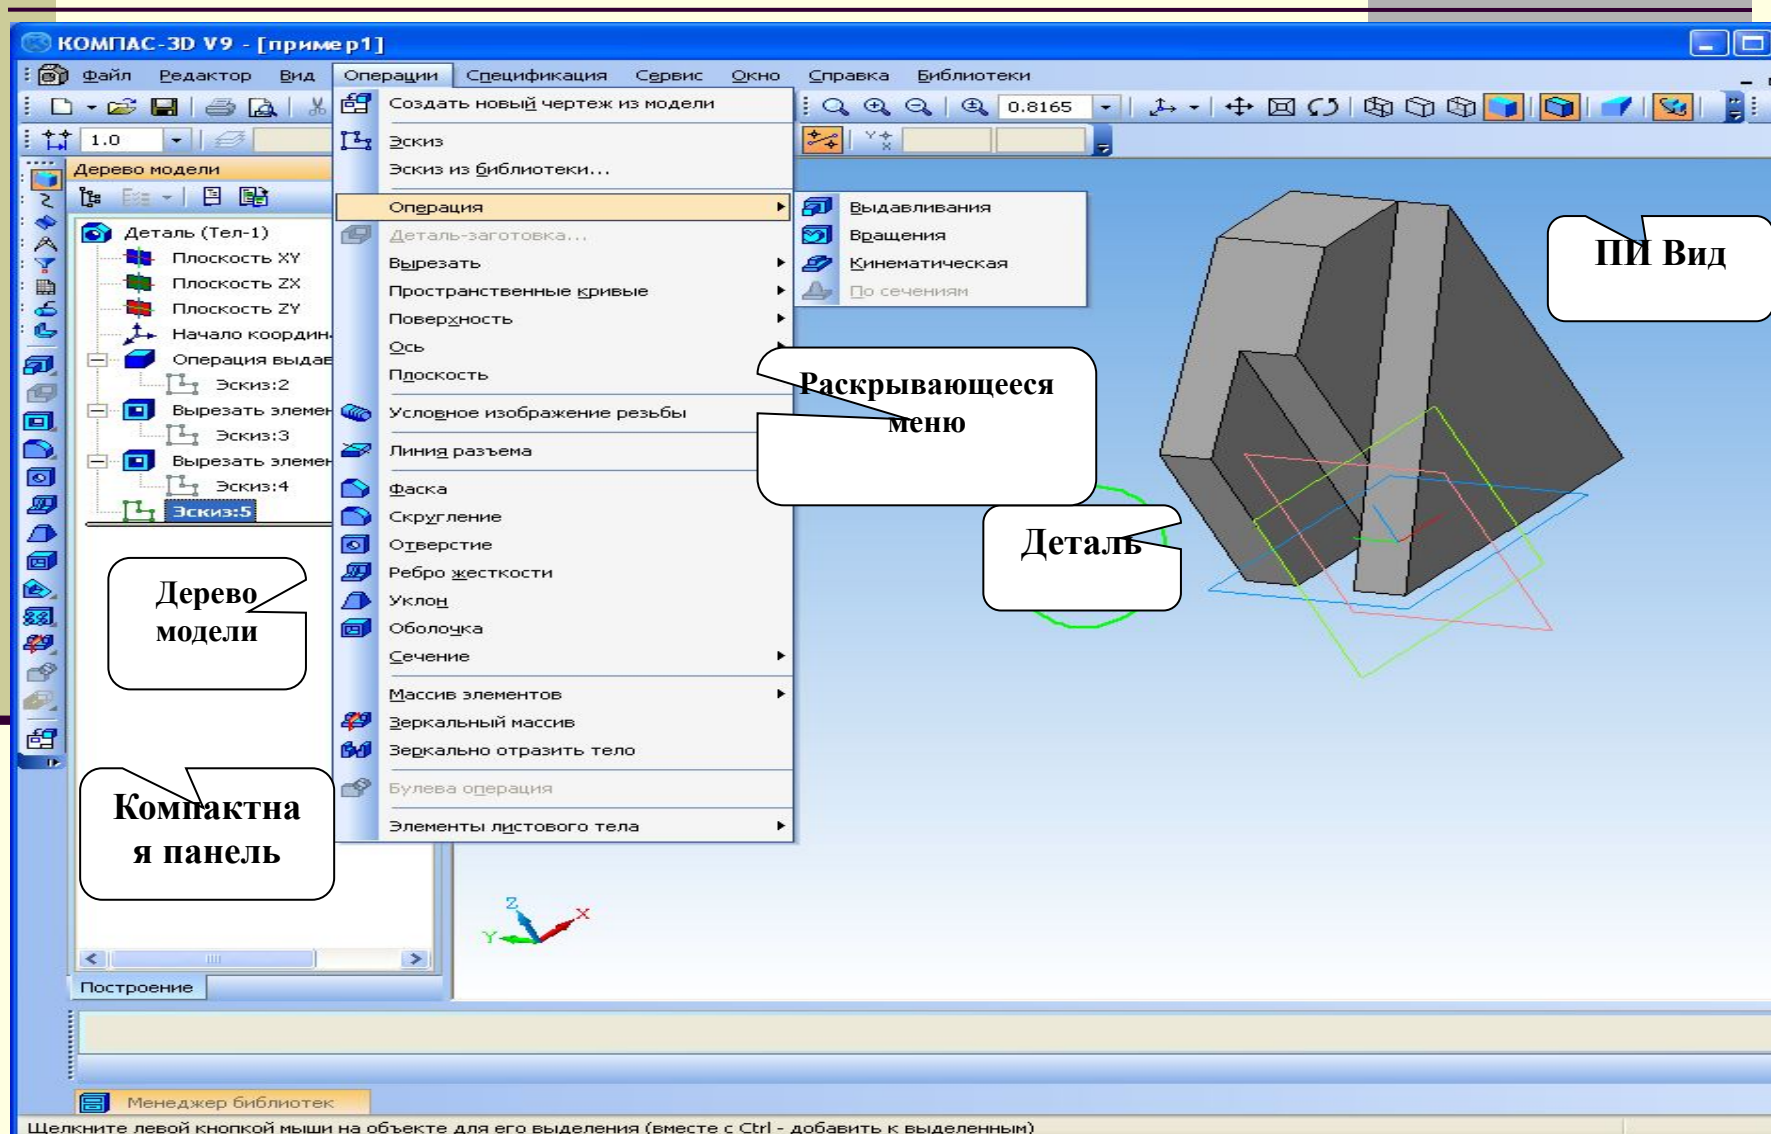 КОМПАС-3D V9 - [пример1]
Файл Редактор Вид Операции Спецификация Сервис Окно Справка Библиотеки
0.8165
1.0
Дерево модели
Деталь (Тел-1)
Плоскость XY
Плоскость ZX
Плоскость ZY
Начало координ
Операция выдав
Эскиз:2
Вырезать элемен
Эскиз:3
Вырезать элемен
Эскиз:4
Эскиз:5
Дерево
модели
Компактна
я панель
Построение
Создать новый чертеж из модели
Эскиз
Эскиз из библиотеки...
Операция
Деталь-заготовка...
Вырезать
Пространственные кривые
Поверхность
Ось
Плоскость
Условное изображение резьбы
Линия разъема
Фаска
Скругление
Отверстие
Ребро жесткости
Уклон
Оболочка
Сечение
Массив элементов
Зеркальный массив
Зеркально отразить тело
Булева операция
Элементы листового тела
Выдавливания
Вращения
Кинематическая
По сечениям
Раскрывающееся
меню
Деталь
ПИ Вид
Z
X
Y
Менеджер библиотек
Щелкните левой кнопкой мыши на объекте для его выделения (вместе с Ctrl - добавить к выделенным)